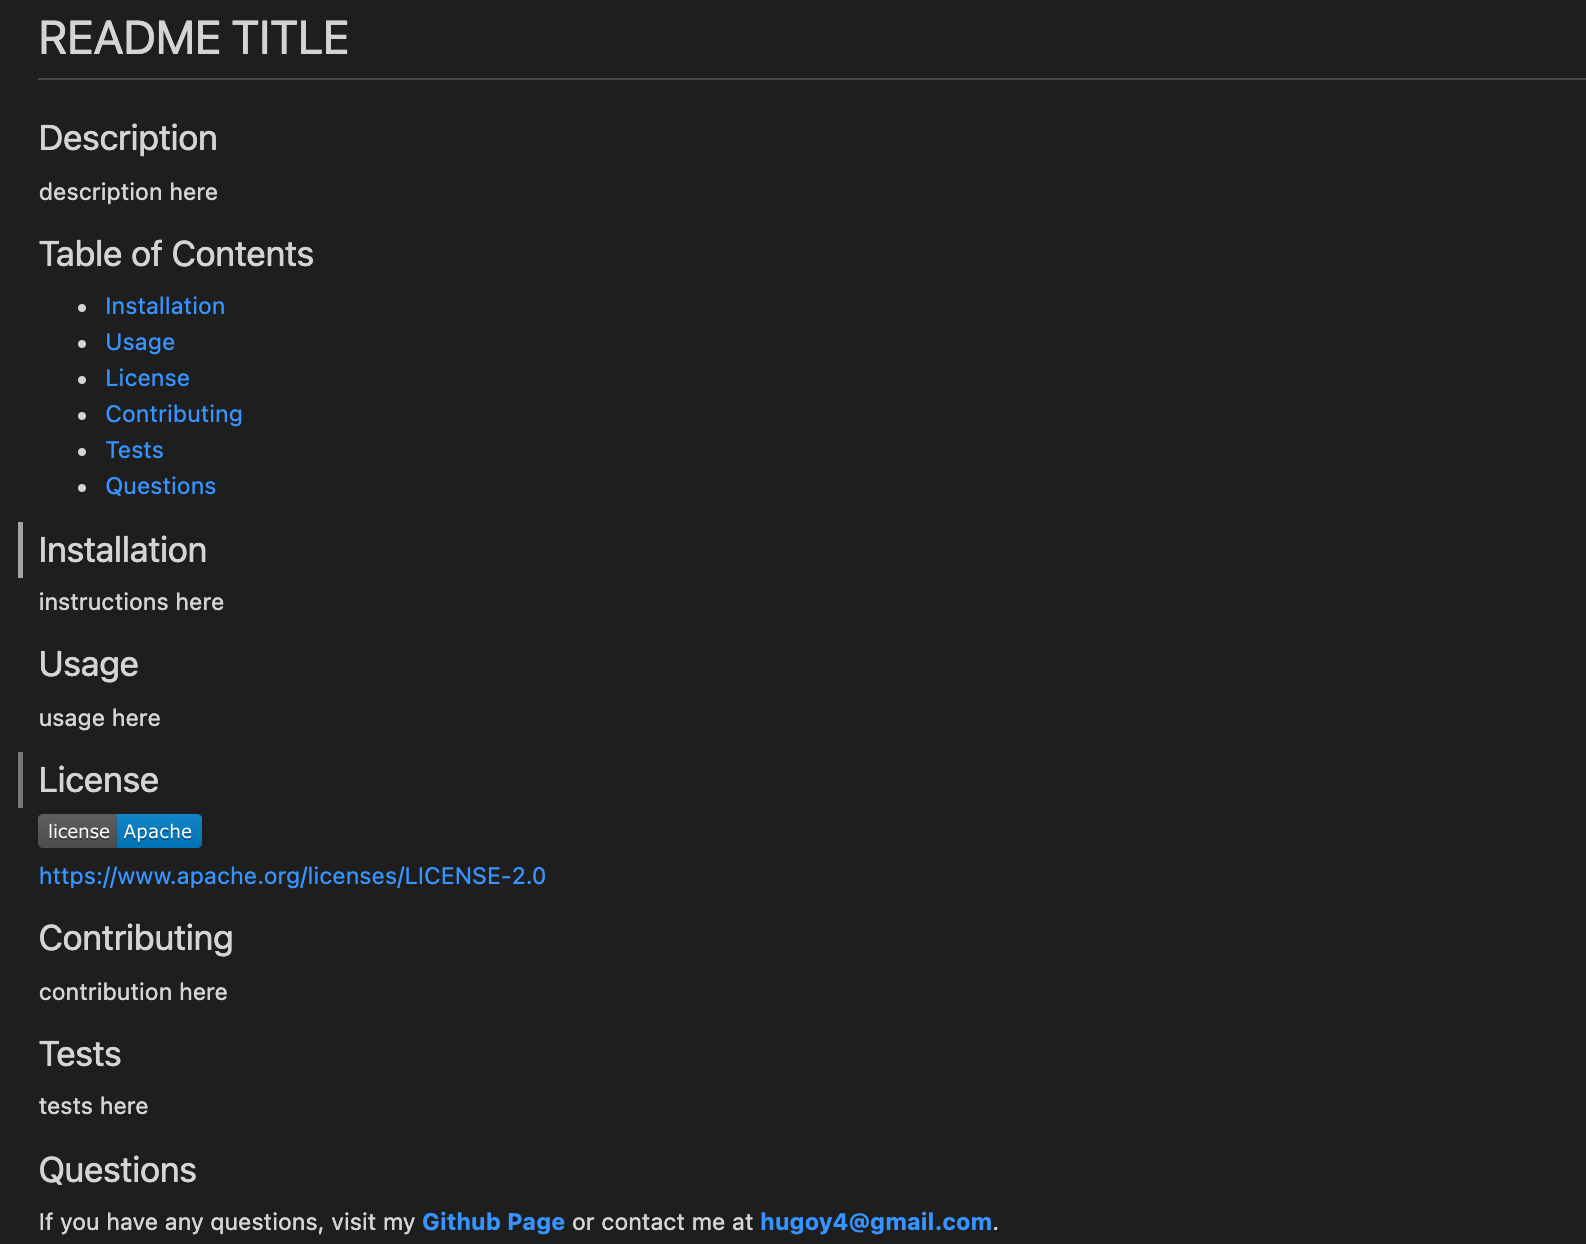 README TITLE
Description
description here
Table of Contents
Installation
Usage
License
Contributing
Tests
Questions
Installation
instructions here
Usage
usage here
License
license Apache
https://www.apache.org/licenses/LICENSE-2.0
Contributing
contribution here
Tests
tests here
Questions
If you have any questions, visit my Github Page or contact me at hugoy4@gmail.com.